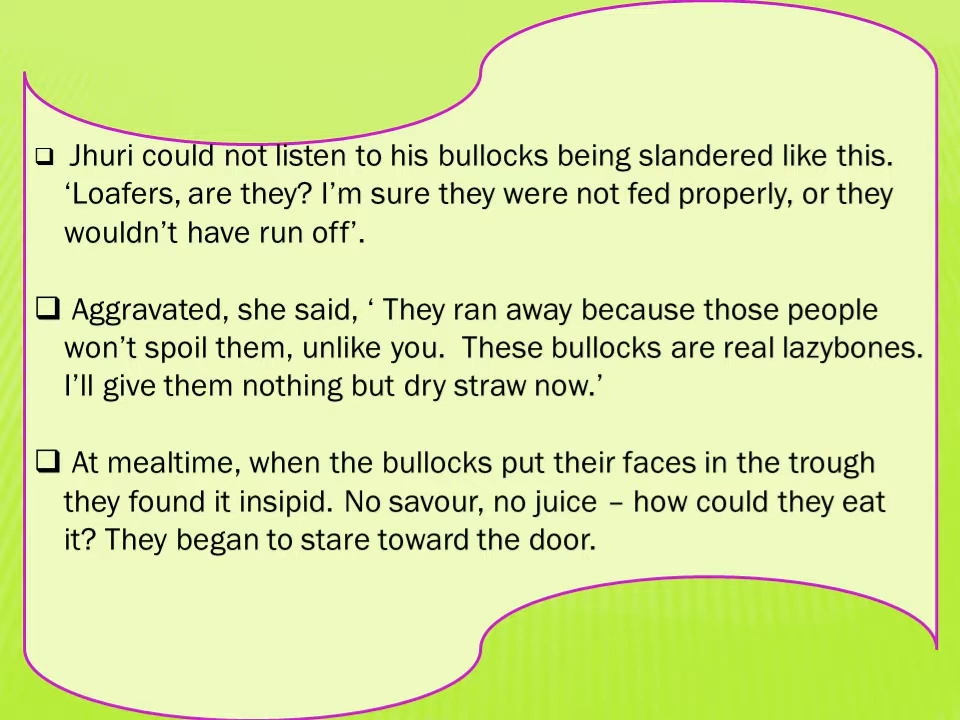 ❑ Jhuri could not listen to his bullocks being slandered like this.
‘Loafers, are they? I’m sure they were not fed properly, or they
wouldn’t have run off’.
❑ Aggravated, she said, ‘ They ran away because those people
won’t spoil them, unlike you.  These bullocks are real lazybones.
I’ll give them nothing but dry straw now.’
❑ At mealtime, when the bullocks put their faces in the trough
they found it insipid. No savour, no juice – how could they eat
it? They began to stare toward the door.